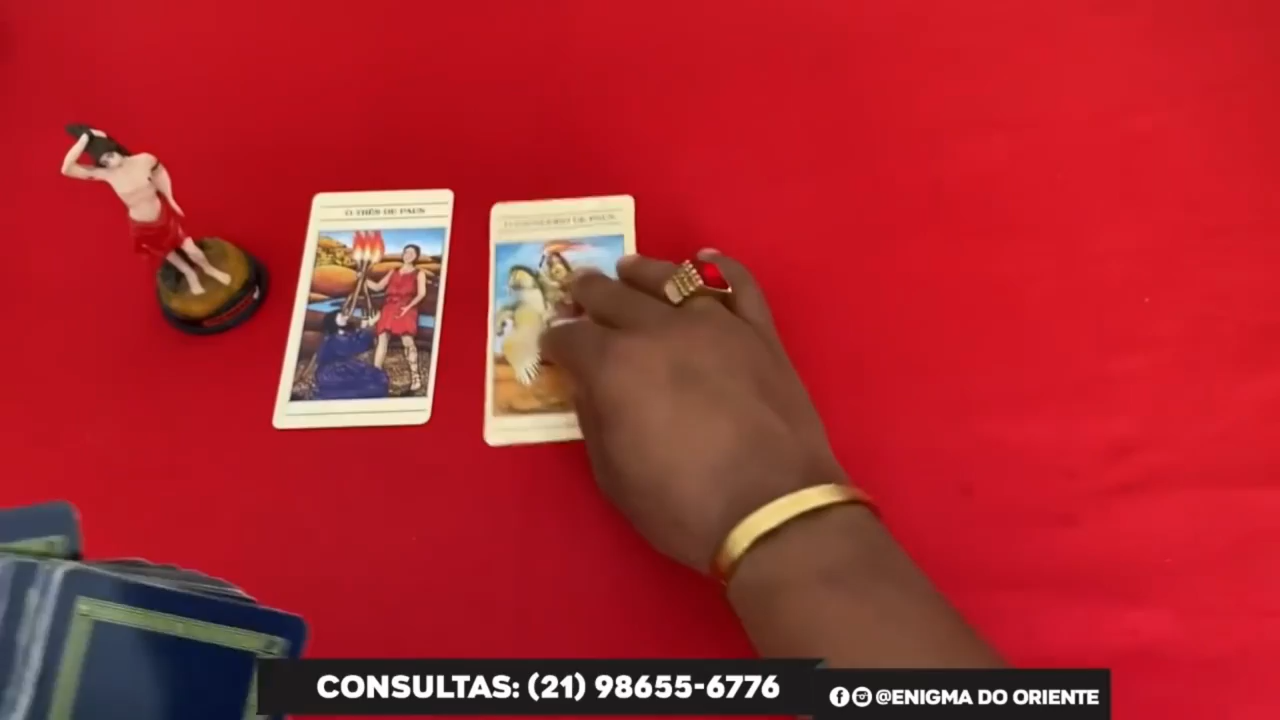 O TRÊS DE PAUS
CONSULTAS: (21) 98655-6776
@ENIGMA DO ORIENTE